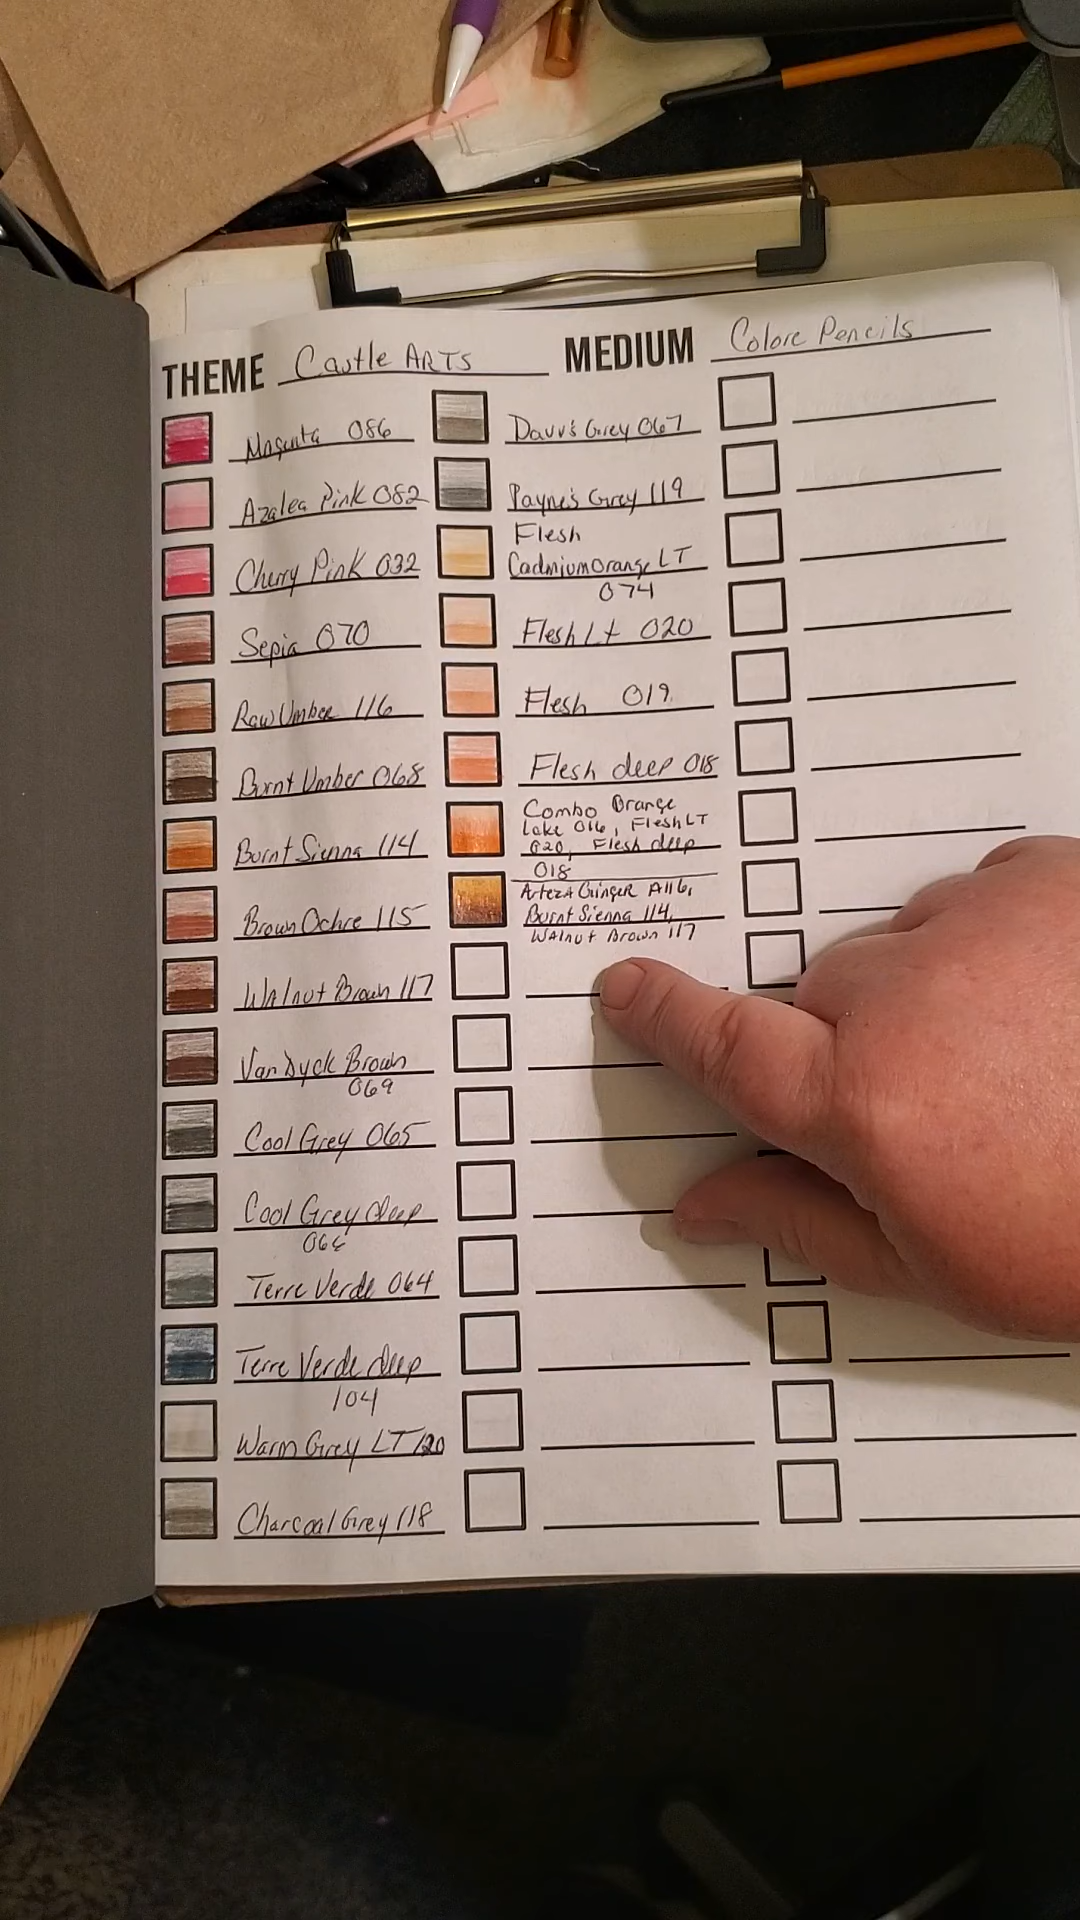 THEME Castle ARTS MEDIUM Colore Pencils
Magenta 086
Azalea Pink 082
Cherry Pink 032
Sepia 070
Raw Umber 116
Burnt Umber 068
Burnt Sienna 114
Brown Ochre 115
Walnut Brown 117
Van Dyck Brown
069
Cool Grey 065
Cool Grey deep
Terre Verde 064
Terre Verde deep
104
Warm Grey LT 120
Charcoal Grey 118
Davy's Grey 067
Payne's Grey 119
Flesh
Cadmium Orange LT
074
Flesh Lt 020
Flesh 019
Flesh deep 018
Combo Orange
Lake 016, Flesh LT
020, Flesh deep
018
ArtezA GingeR A116,
Burnt Sienna 114,
Walnut Brown 117